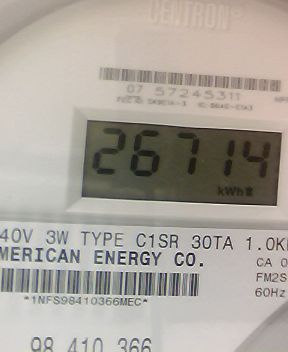 CENTRON
07 57245311
26714
kWh
40V 3W TYPE C1SR 30TA 1.0K
MERICAN ENERGY CO.
CA 0
FM2S
60Hz
*1NFS98410366MEC*
98 410 366